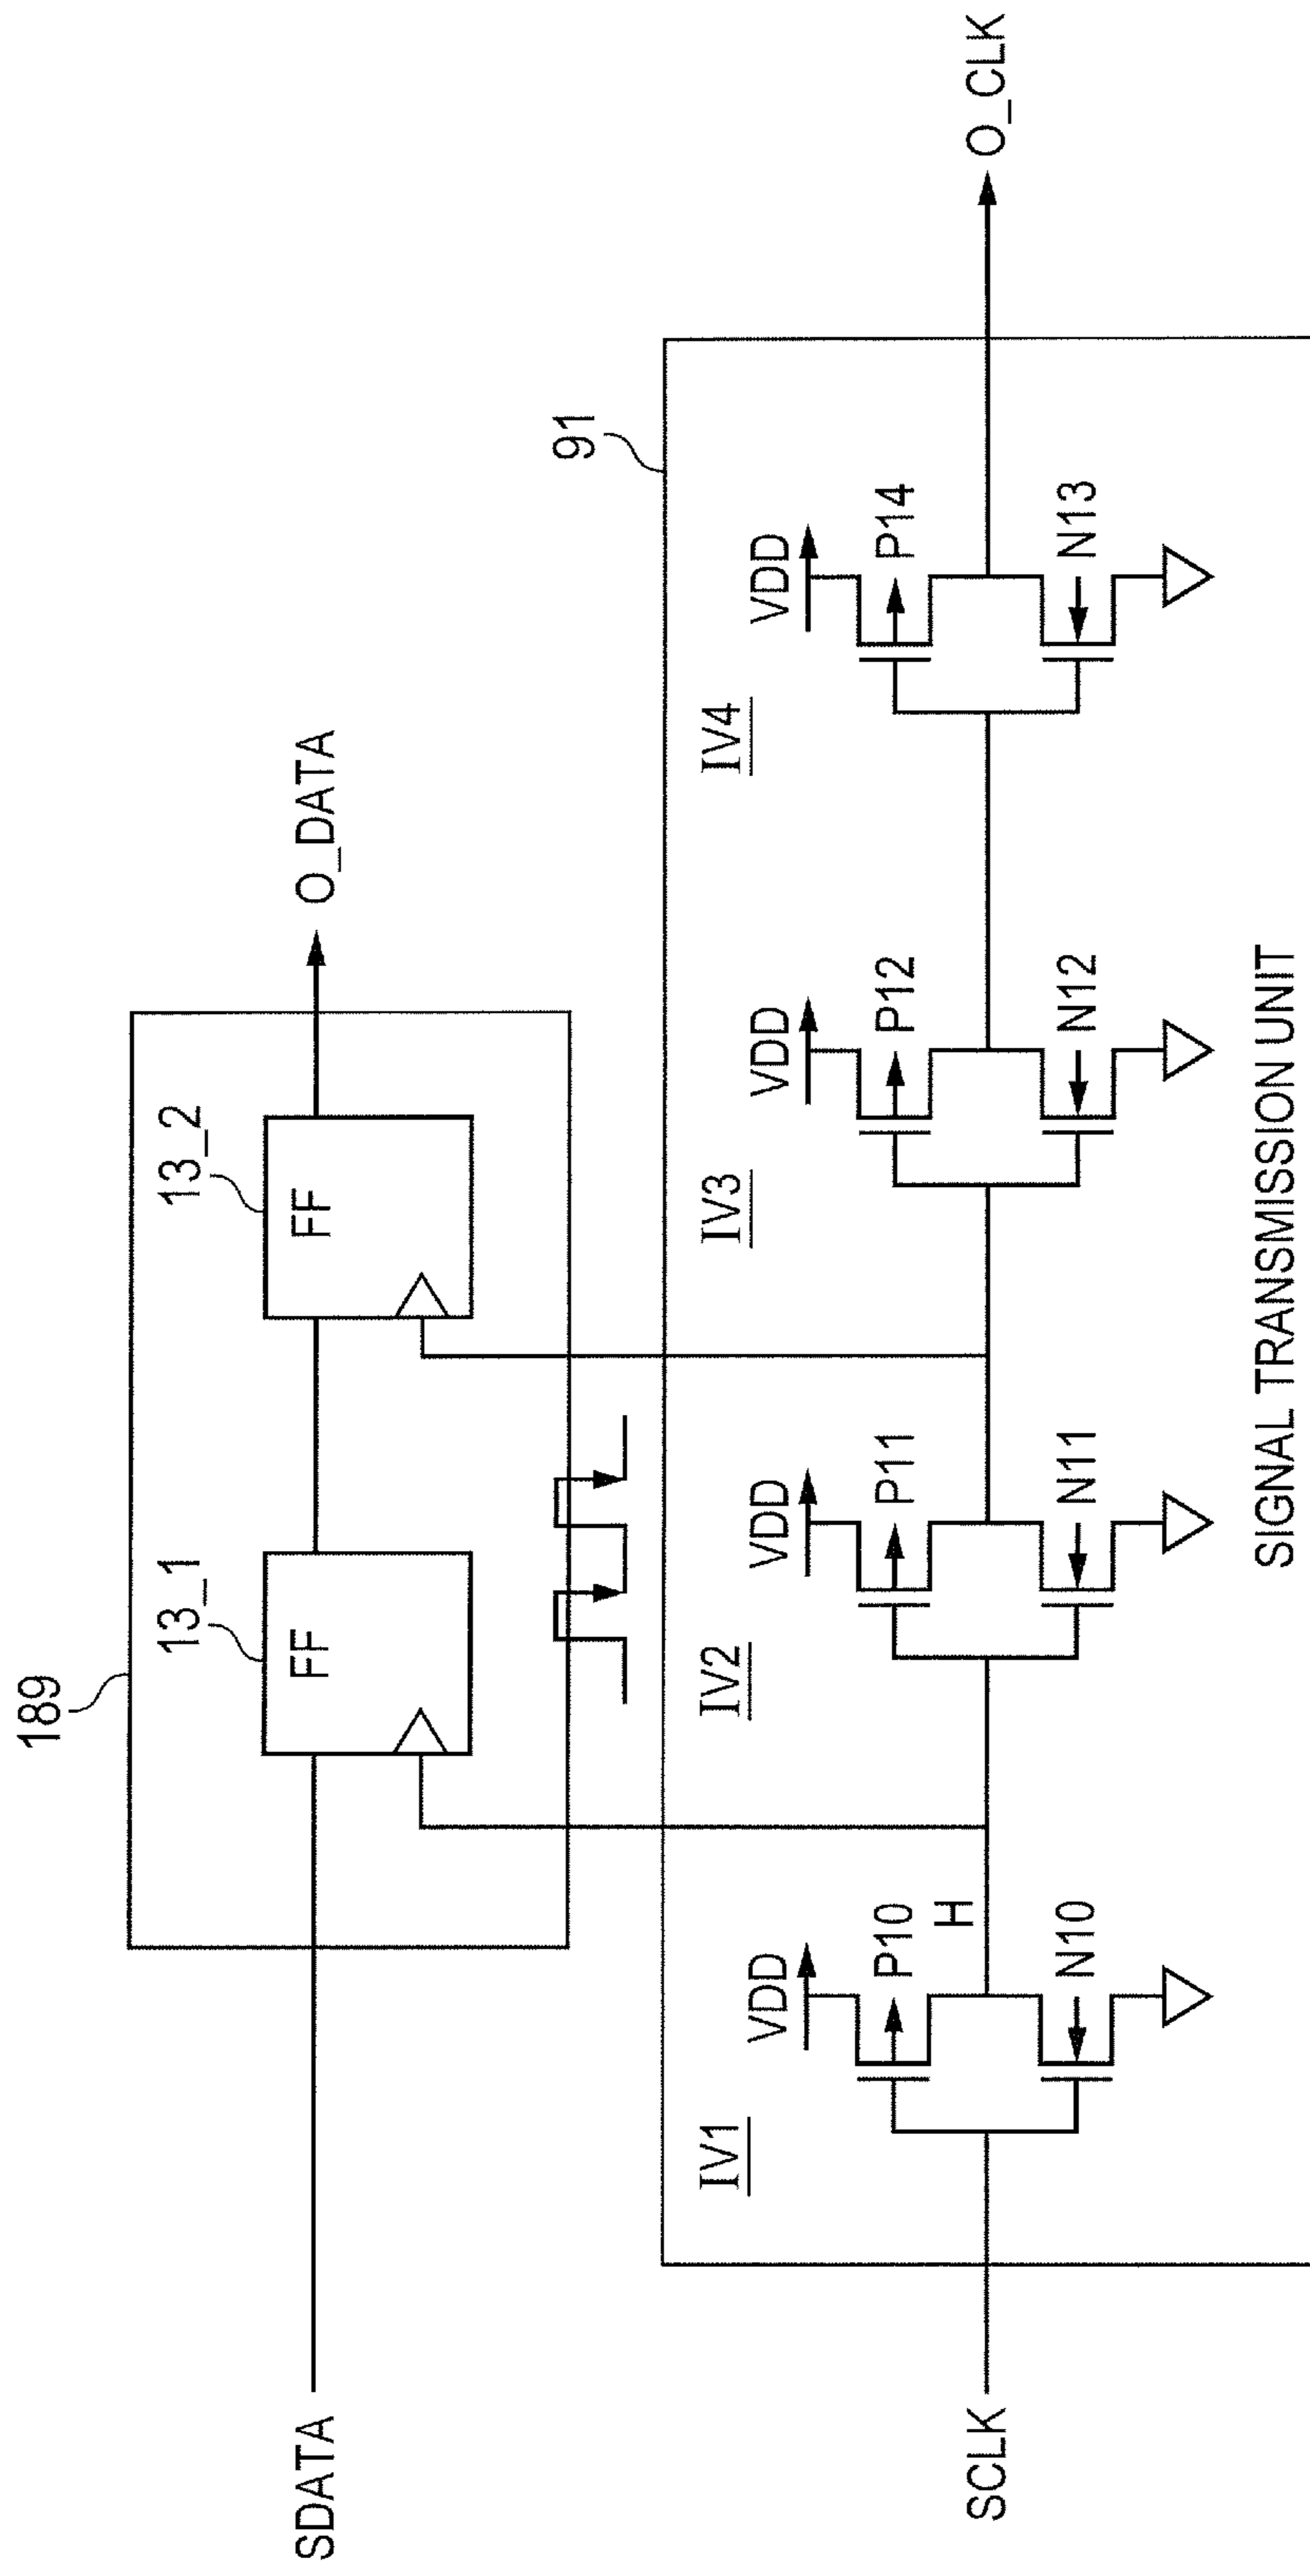 189
13_1
13_2
FF
FF
SDATA
O_DATA
91
VDD
VDD
VDD
VDD
IV1
IV2
IV3
IV4
P10
P11
P12
P14
H
N10
N11
N12
N13
SCLK
O_CLK
SIGNAL TRANSMISSION UNIT